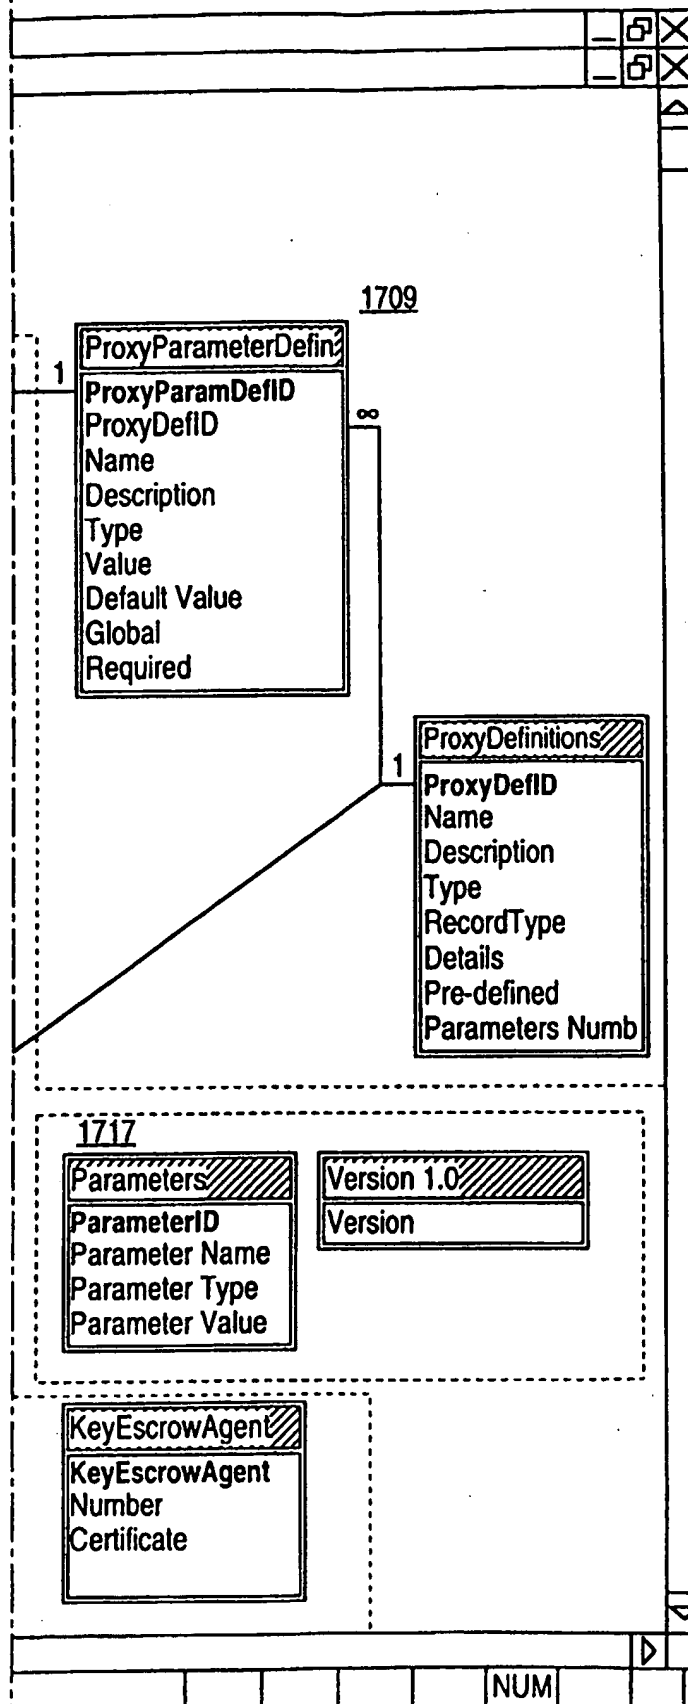 1709
ProxyParameterDefin
1
ProxyParamDefID
∞
ProxyDefID
Name
Description
Type
Value
Default Value
Global
Required
ProxyDefinitions
1
ProxyDefID
Name
Description
Type
RecordType
Details
Pre-defined
Parameters Numb
1717
Parameters
ParameterID
Parameter Name
Parameter Type
Parameter Value
Version 1.0
Version
KeyEscrowAgent
KeyEscrowAgent
Number
Certificate
NUM